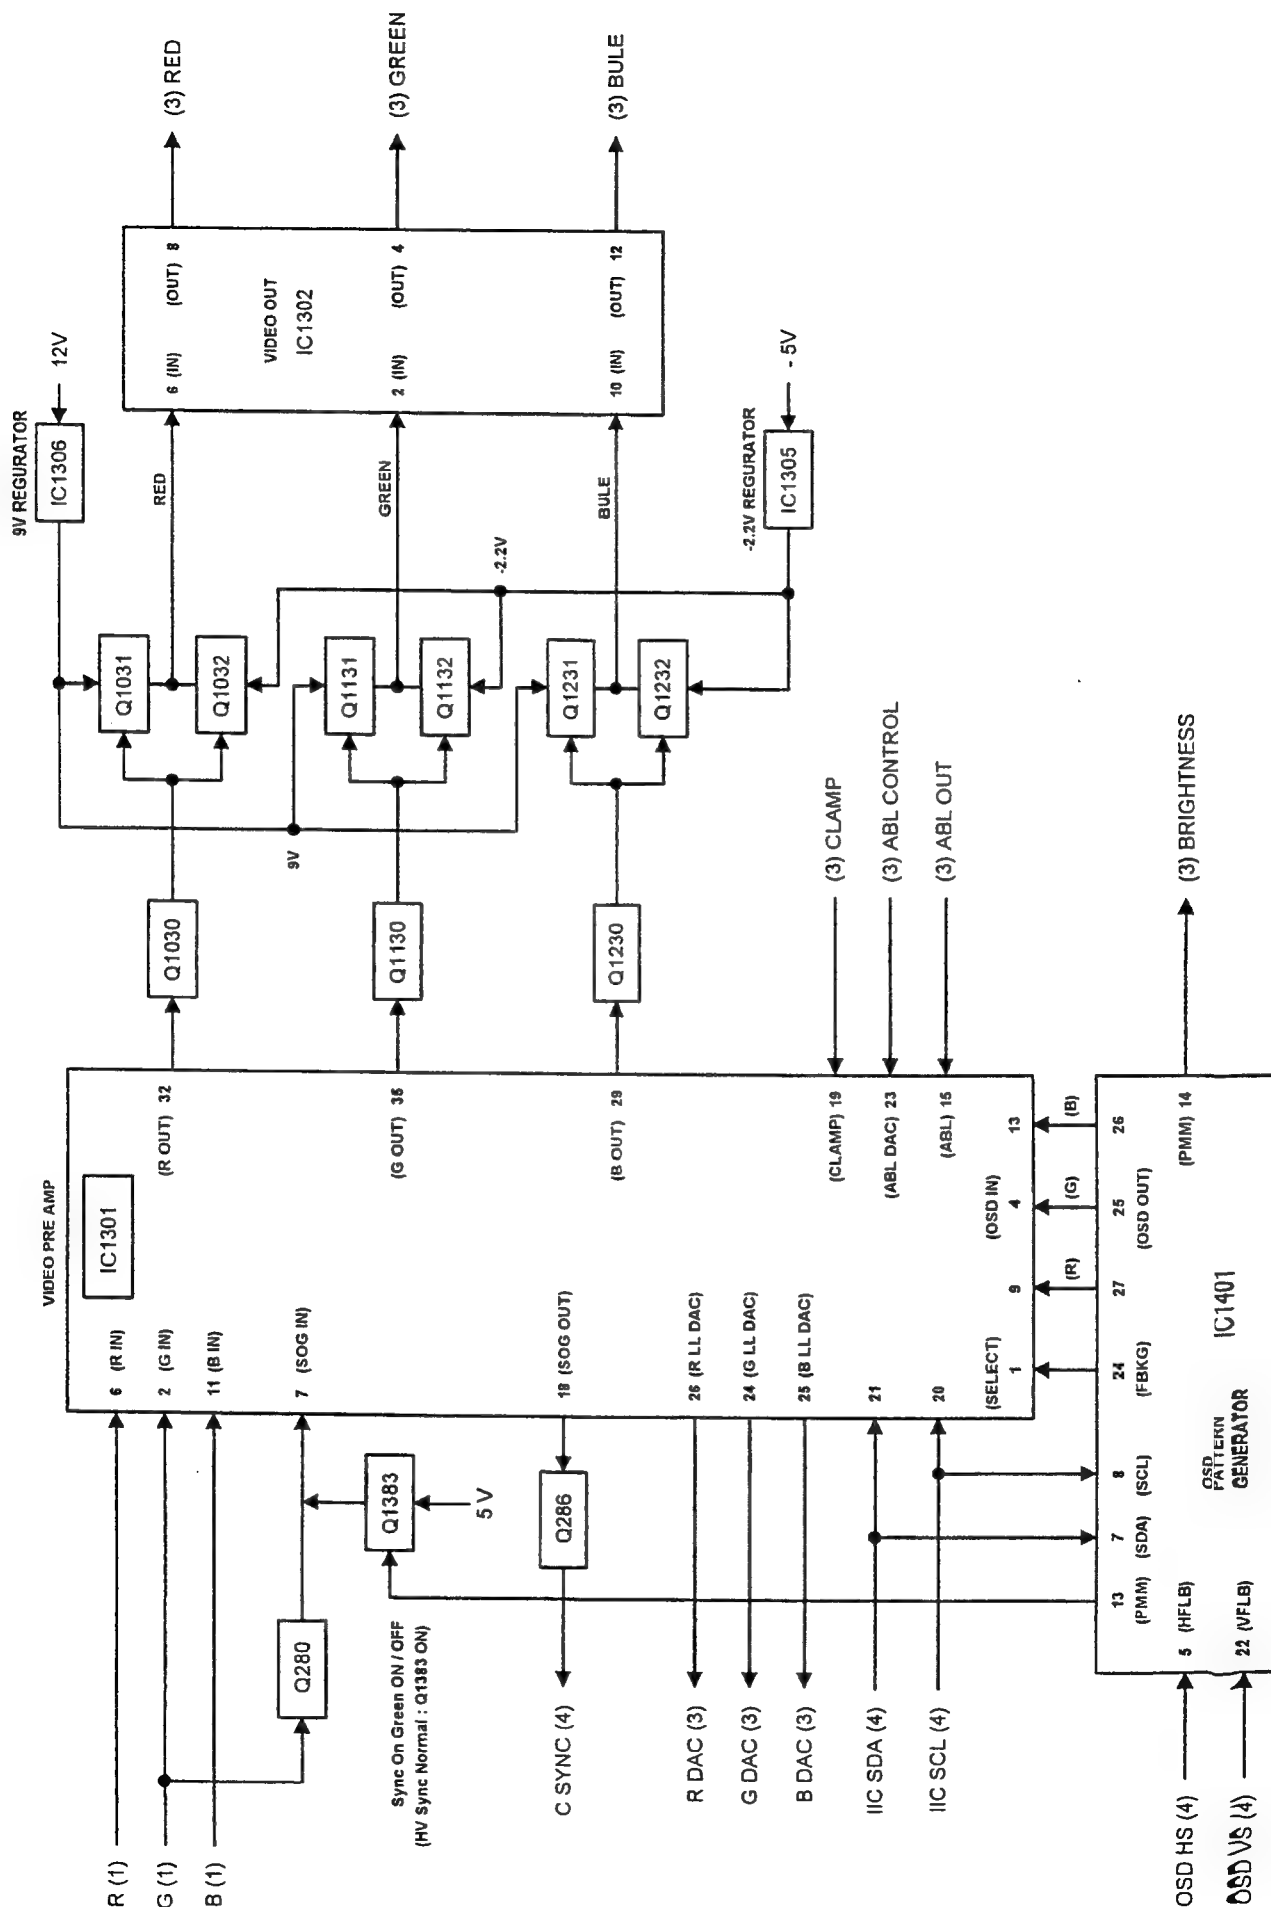 R (1)
G (1)
B (1)
VIDEO PRE AMP
IC1301
6 (R IN)
2 (G IN)
11 (B IN)
7 (SOG IN)
Q280
Sync On Green ON / OFF
(HV Sync Normal : Q1383 ON)
Q1383
5 V
18 (SOG OUT)
Q286
C SYNC (4)
26 (R LL DAC)
24 (G LL DAC)
25 (B LL DAC)
R DAC (3)
G DAC (3)
B DAC (3)
21
20
IIC SDA (4)
IIC SCL (4)
(R OUT) 32
(G OUT) 35
(B OUT) 29
(CLAMP) 19
(ABL DAC) 23
(ABL) 15
(3) CLAMP
(3) ABL CONTROL
(3) ABL OUT
(SELECT)
1
9
(OSD IN)
4
13
(R)
(G)
(B)
Q1030
Q1130
Q1230
9V
Q1031
Q1032
Q1131
Q1132
Q1231
Q1232
-2.2V
9V REGURATOR
IC1306
12V
-2.2V REGURATOR
IC1305
- 5V
RED
GREEN
BULE
VIDEO OUT
IC1302
6 (IN)
(OUT) 8
2 (IN)
(OUT) 4
10 (IN)
(OUT) 12
(3) RED
(3) GREEN
(3) BULE
13
(PMM)
7
(SDA)
8
(SCL)
24
(FBKG)
27
25
(OSD OUT)
26
(PMM) 14
(3) BRIGHTNESS
5 (HFLB)
22 (VFLB)
OSD
PATTERN
GENERATOR
IC1401
OSD HS (4)
OSD VS (4)